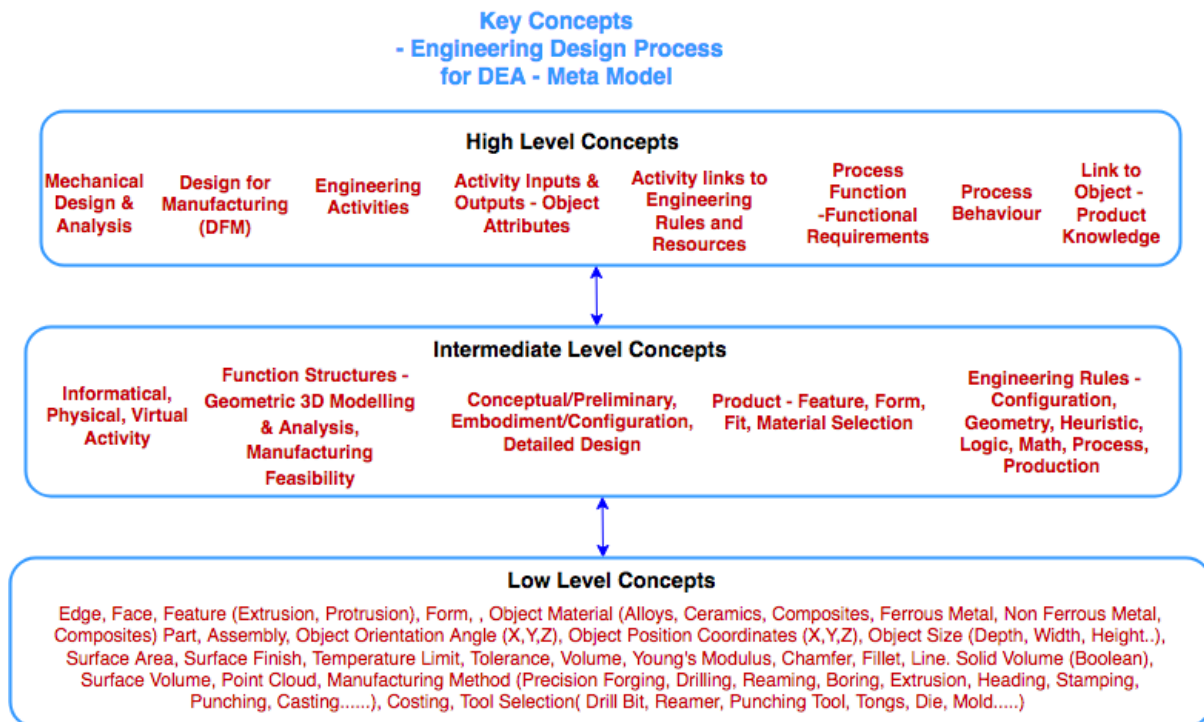 Key Concepts
- Engineering Design Process
for DEA - Meta Model
High Level Concepts
Mechanical
Design &
Analysis
Design for
Manufacturing
(DFM)
Engineering
Activities
Activity Inputs &
Outputs - Object
Attributes
Activity links to
Engineering
Rules and
Resources
Process
Function
-Functional
Requirements
Process
Behaviour
Link to
Object -
Product
Knowledge
Intermediate Level Concepts
Informatical,
Physical, Virtual
Activity
Function Structures -
Geometric 3D Modelling
& Analysis,
Manufacturing
Feasibility
Conceptual/Preliminary,
Embodiment/Configuration,
Detailed Design
Product - Feature, Form,
Fit, Material Selection
Engineering Rules -
Configuration,
Geometry, Heuristic,
Logic, Math, Process,
Production
Low Level Concepts
Edge, Face, Feature (Extrusion, Protrusion), Form, , Object Material (Alloys, Ceramics, Composites, Ferrous Metal, Non Ferrous Metal,
Composites) Part, Assembly, Object Orientation Angle (X,Y,Z), Object Position Coordinates (X,Y,Z), Object Size (Depth, Width, Height..),
Surface Area, Surface Finish, Temperature Limit, Tolerance, Volume, Young's Modulus, Chamfer, Fillet, Line. Solid Volume (Boolean),
Surface Volume, Point Cloud, Manufacturing Method (Precision Forging, Drilling, Reaming, Boring, Extrusion, Heading, Stamping,
Punching, Casting......), Costing, Tool Selection( Drill Bit, Reamer, Punching Tool, Tongs, Die, Mold.....)